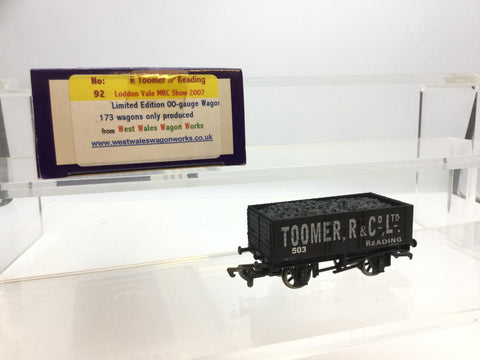 No: R Toomer of Reading
92 Loddon Vale MRC Show 2007
Limited Edition 00-gauge Wagon
173 wagons only produced
from West Wales Wagon Works
www.westwaleswagonworks.co.uk
TOOMER, R & Co, LTD.
503 READING